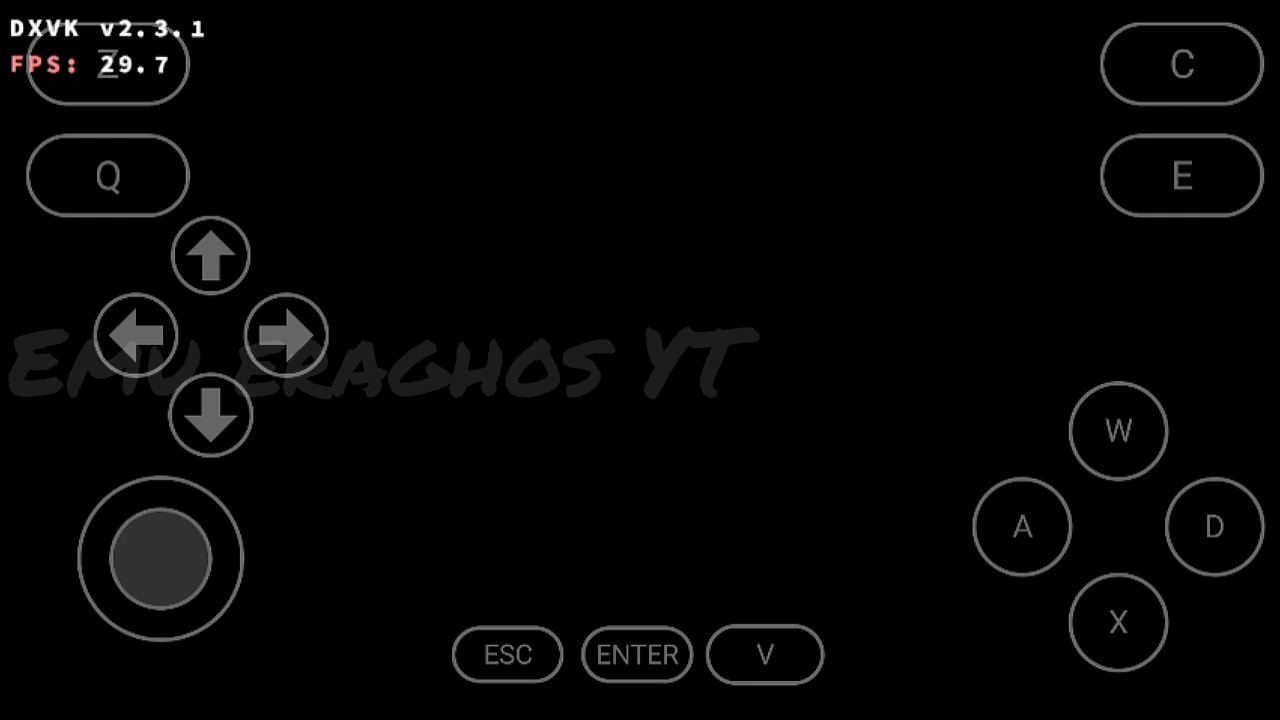 DXVK v2.3.1
FPS: 29.7
Z
C
Q
E
EMU ERAGHOS YT
W
A
D
X
ESC
ENTER
V